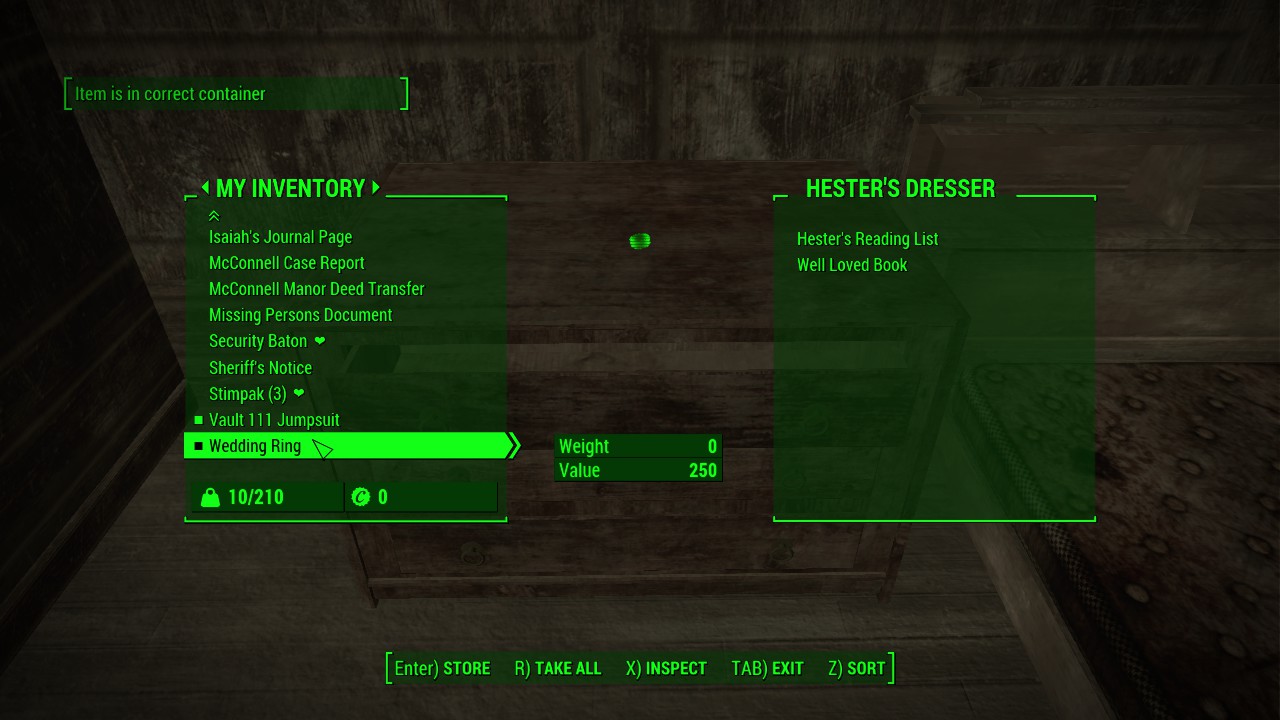 Item is in correct container
MY INVENTORY
Isaiah's Journal Page
McConnell Case Report
McConnell Manor Deed Transfer
Missing Persons Document
Security Baton
Sheriff's Notice
Stimpak (3)
Vault 111 Jumpsuit
Wedding Ring
10/210
0
Weight 0
Value 250
HESTER'S DRESSER
Hester's Reading List
Well Loved Book
Enter) STORE R) TAKE ALL X) INSPECT TAB) EXIT Z) SORT